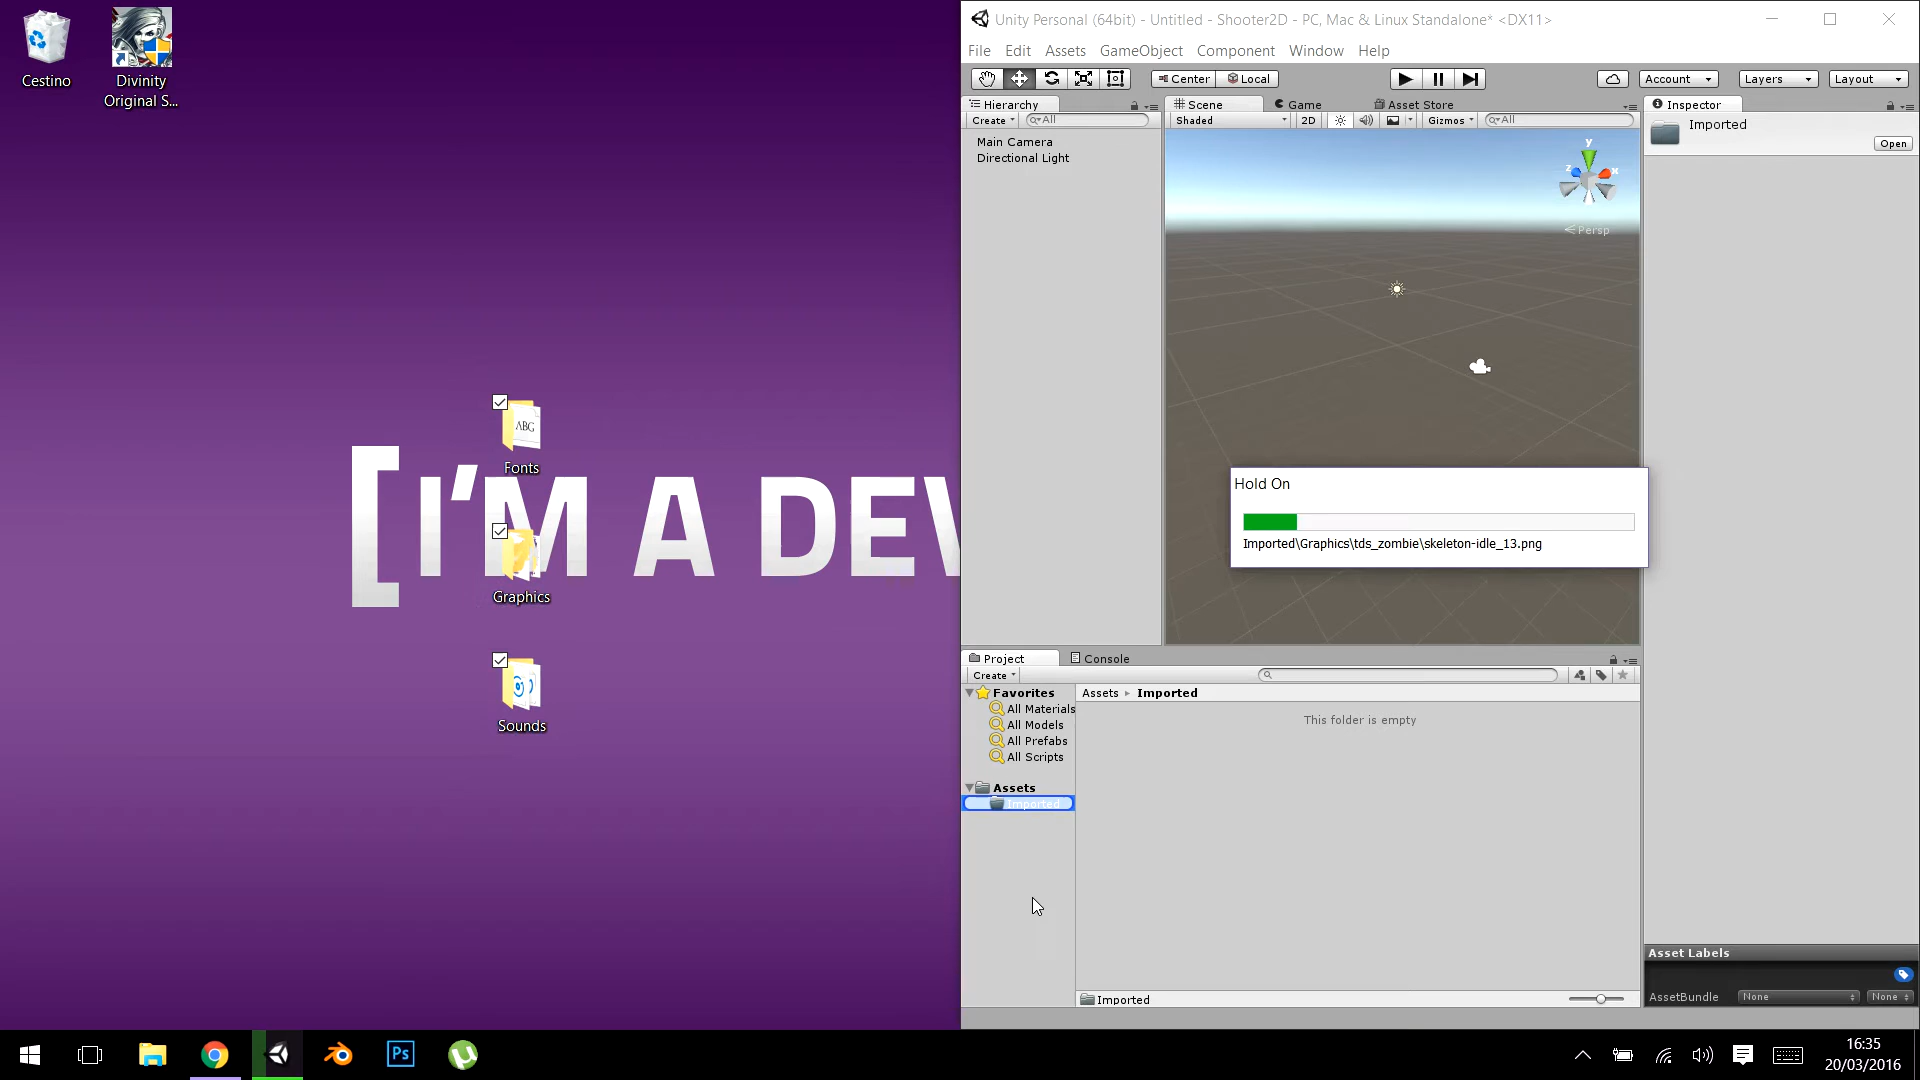 Cestino
Divinity
Original S...
ABG
Fonts
[I'M A DEV
Graphics
Sounds
Unity Personal (64bit) - Untitled - Shooter2D - PC, Mac & Linux Standalone* <DX11>
File Edit Assets GameObject Component Window Help
Center Local Account Layers Layout
Hierarchy
Create All
Main Camera
Directional Light
Scene Game Asset Store
Shaded 2D Gizmos All
y
z x
Persp
Inspector
Imported
Open
Hold On
Imported\Graphics\tds_zombie\skeleton-idle_13.png
Project Console
Create
Favorites
All Materials
All Models
All Prefabs
All Scripts
Assets
Imported
Assets Imported
This folder is empty
Imported
Asset Labels
AssetBundle None None
Ps
16:35
20/03/2016